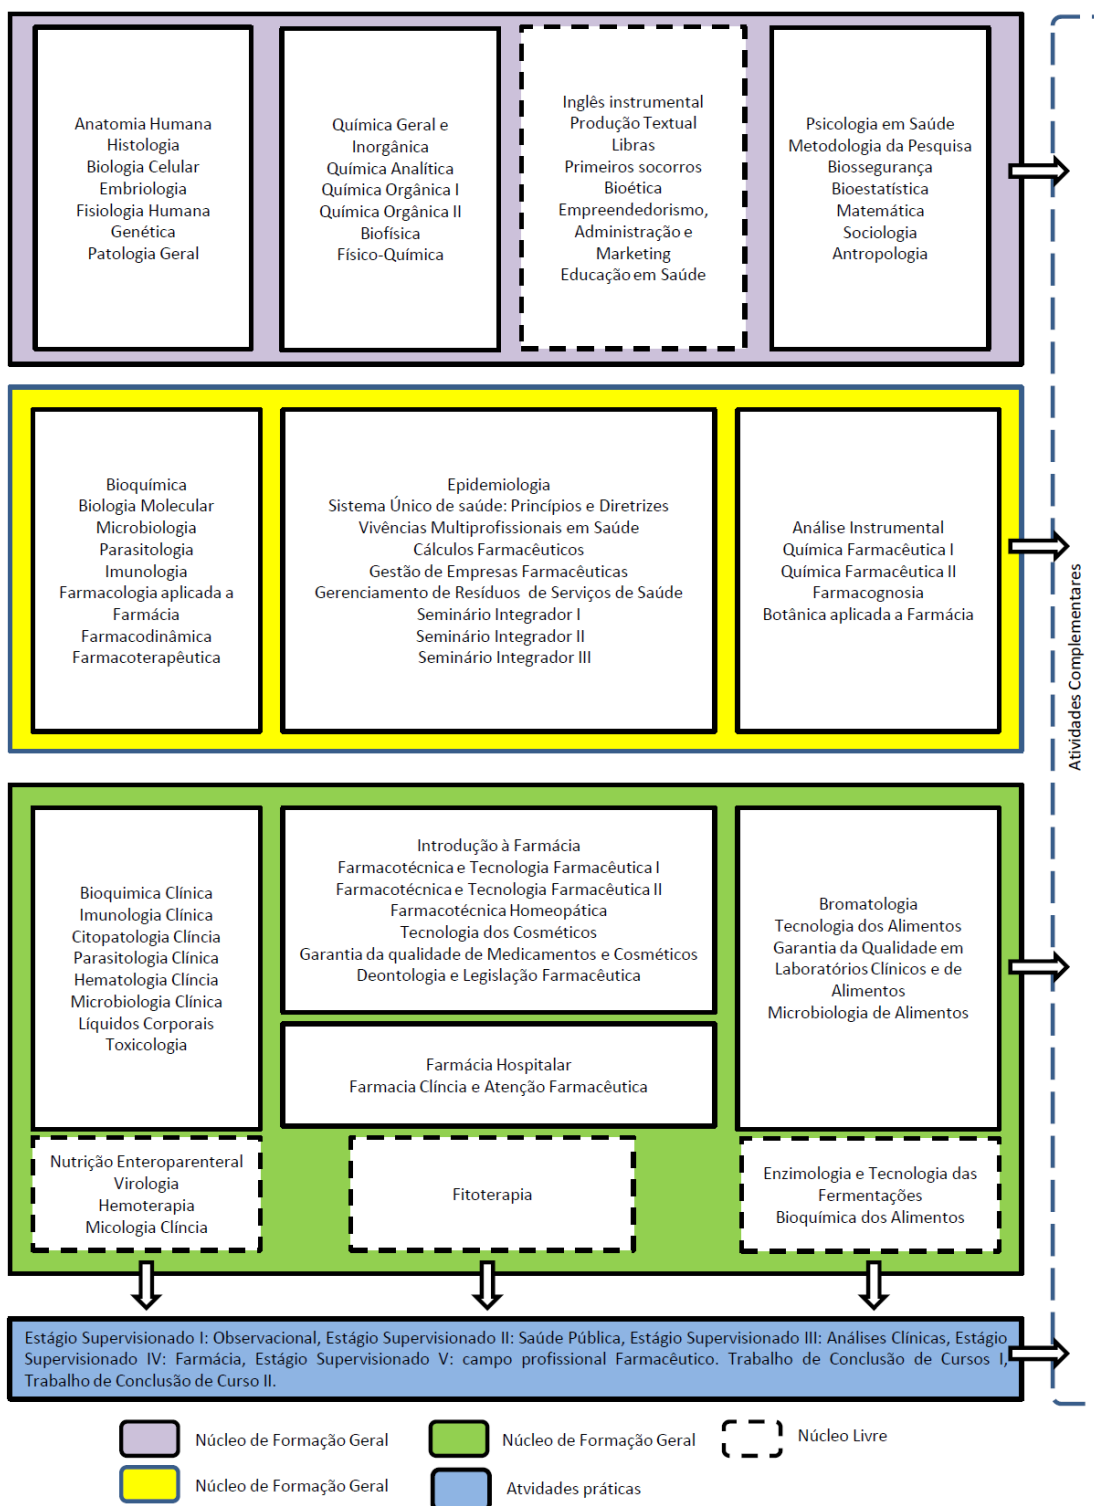 Anatomia Humana
Histologia
Biologia Celular
Embriologia
Fisiologia Humana
Genética
Patologia Geral
Química Geral e
Inorgânica
Química Analítica
Química Orgânica I
Química Orgânica II
Biofísica
Físico-Química
Inglês instrumental
Produção Textual
Libras
Primeiros socorros
Bioética
Empreendedorismo,
Administração e
Marketing
Educação em Saúde
Psicologia em Saúde
Metodologia da Pesquisa
Biossegurança
Bioestatística
Matemática
Sociologia
Antropologia
Bioquímica
Biologia Molecular
Microbiologia
Parasitologia
Imunologia
Farmacologia aplicada a
Farmácia
Farmacodinâmica
Farmacoterapêutica
Epidemiologia
Sistema Único de saúde: Princípios e Diretrizes
Vivências Multiprofissionais em Saúde
Cálculos Farmacêuticos
Gestão de Empresas Farmacêuticas
Gerenciamento de Resíduos de Serviços de Saúde
Seminário Integrador I
Seminário Integrador II
Seminário Integrador III
Análise Instrumental
Química Farmacêutica I
Química Farmacêutica II
Farmacognosia
Botânica aplicada a Farmácia
Atividades Complementares
Bioquimica Clínica
Imunologia Clínica
Citopatologia Clíncia
Parasitologia Clínica
Hematologia Clíncia
Microbiologia Clínica
Líquidos Corporais
Toxicologia
Introdução à Farmácia
Farmacotécnica e Tecnologia Farmacêutica I
Farmacotécnica e Tecnologia Farmacêutica II
Farmacotécnica Homeopática
Tecnologia dos Cosméticos
Garantia da qualidade de Medicamentos e Cosméticos
Deontologia e Legislação Farmacêutica
Farmácia Hospitalar
Farmacia Clíncia e Atenção Farmacêutica
Bromatologia
Tecnologia dos Alimentos
Garantia da Qualidade em
Laboratórios Clínicos e de
Alimentos
Microbiologia de Alimentos
Nutrição Enteroparenteral
Virologia
Hemoterapia
Micologia Clíncia
Fitoterapia
Enzimologia e Tecnologia das
Fermentações
Bioquímica dos Alimentos
Estágio Supervisionado I: Observacional, Estágio Supervisionado II: Saúde Pública, Estágio Supervisionado III: Análises Clínicas, Estágio
Supervisionado IV: Farmácia, Estágio Supervisionado V: campo profissional Farmacêutico. Trabalho de Conclusão de Cursos I,
Trabalho de Conclusão de Curso II.
Núcleo de Formação Geral
Núcleo de Formação Geral
Núcleo Livre
Núcleo de Formação Geral
Atvidades práticas